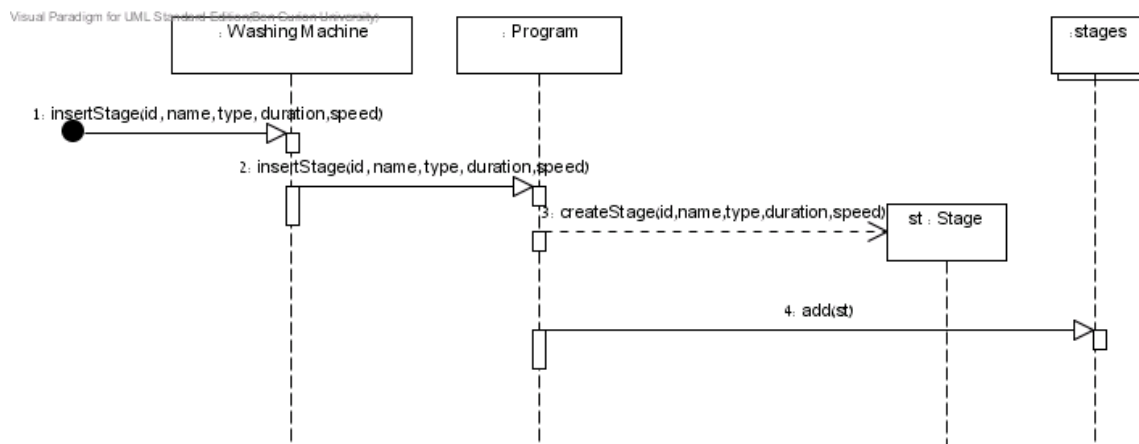 Visual Paradigm for UML Standard Edition(Ben Gurion University)
: Washing Machine
: Program
:stages
1: insertStage(id, name, type, duration,speed)
2: insertStage(id, name, type, duration,speed)
3: createStage(id,name,type,duration,speed)
st : Stage
4: add(st)